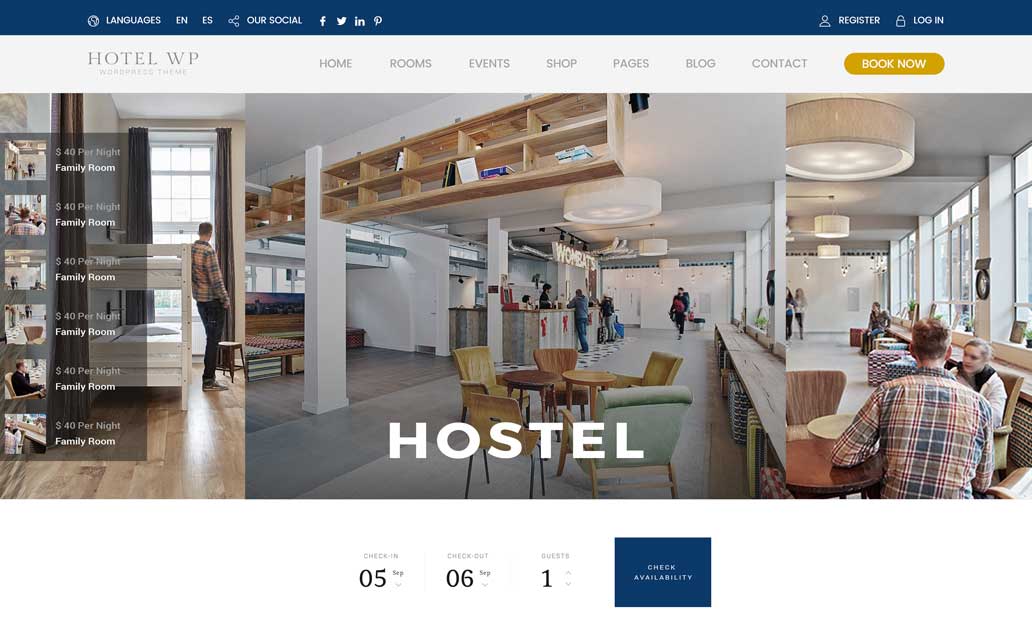 LANGUAGES EN ES OUR SOCIAL REGISTER LOG IN
HOTEL WP
WORDPRESS THEME
HOME ROOMS EVENTS SHOP PAGES BLOG CONTACT BOOK NOW
$ 40 Per Night
Family Room
$ 40 Per Night
Family Room
$ 40 Per Night
Family Room
$ 40 Per Night
Family Room
$ 40 Per Night
Family Room
$ 40 Per Night
Family Room
HOSTEL
CHECK-IN CHECK-OUT GUESTS
05 Sep 06 Sep 1
CHECK
AVAILABILITY